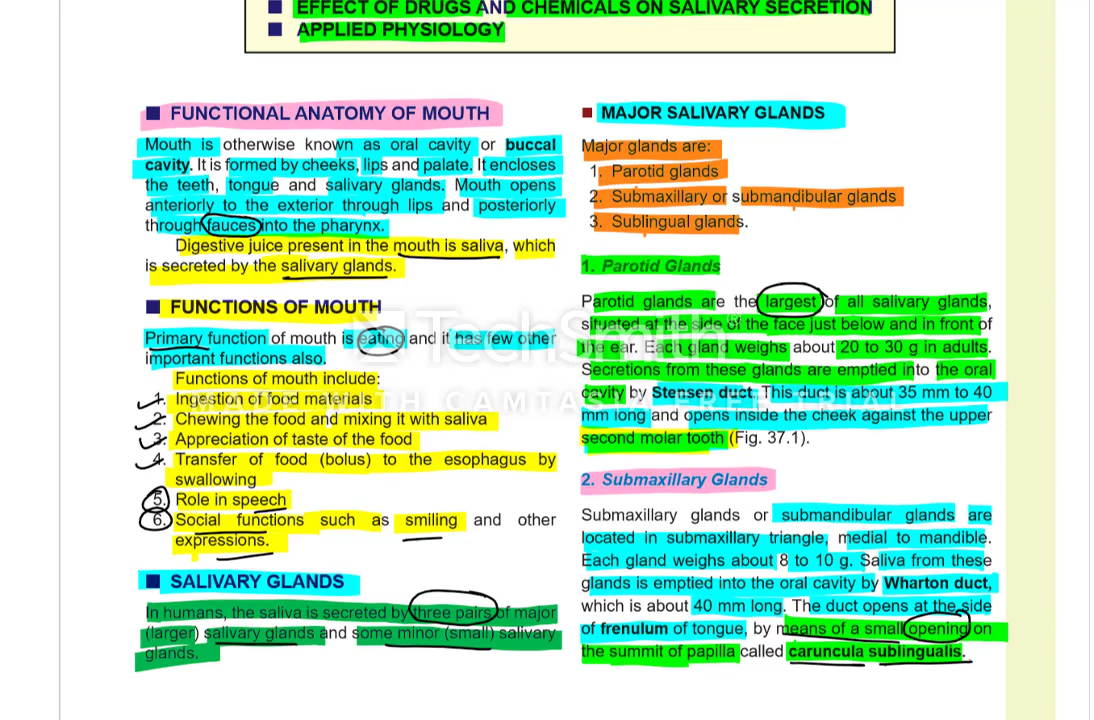 EFFECT OF DRUGS AND CHEMICALS ON SALIVARY SECRETION
APPLIED PHYSIOLOGY
FUNCTIONAL ANATOMY OF MOUTH
Mouth is otherwise known as oral cavity or buccal
cavity. It is formed by cheeks, lips and palate. It encloses
the teeth, tongue and salivary glands. Mouth opens
anteriorly to the exterior through lips and posteriorly
through fauces into the pharynx.
Digestive juice present in the mouth is saliva, which
is secreted by the salivary glands.
FUNCTIONS OF MOUTH
Primary function of mouth is eating and it has few other
important functions also.
Functions of mouth include:
1. Ingestion of food materials
2. Chewing the food and mixing it with saliva
3. Appreciation of taste of the food
4. Transfer of food (bolus) to the esophagus by
swallowing
5. Role in speech
6. Social functions such as smiling and other
expressions.
SALIVARY GLANDS
In humans, the saliva is secreted by three pairs of major
(larger) salivary glands and some minor (small) salivary
glands.
MAJOR SALIVARY GLANDS
Major glands are:
1. Parotid glands
2. Submaxillary or submandibular glands
3. Sublingual glands.
1. Parotid Glands
Parotid glands are the largest of all salivary glands,
situated at the side of the face just below and in front of
the ear. Each gland weighs about 20 to 30 g in adults.
Secretions from these glands are emptied into the oral
cavity by Stensen duct. This duct is about 35 mm to 40
mm long and opens inside the cheek against the upper
second molar tooth (Fig. 37.1).
2. Submaxillary Glands
Submaxillary glands or submandibular glands are
located in submaxillary triangle, medial to mandible.
Each gland weighs about 8 to 10 g. Saliva from these
glands is emptied into the oral cavity by Wharton duct,
which is about 40 mm long. The duct opens at the side
of frenulum of tongue, by means of a small opening on
the summit of papilla called caruncula sublingualis.
TechSmith®
MADE WITH CAMTASIA FREE TRIAL